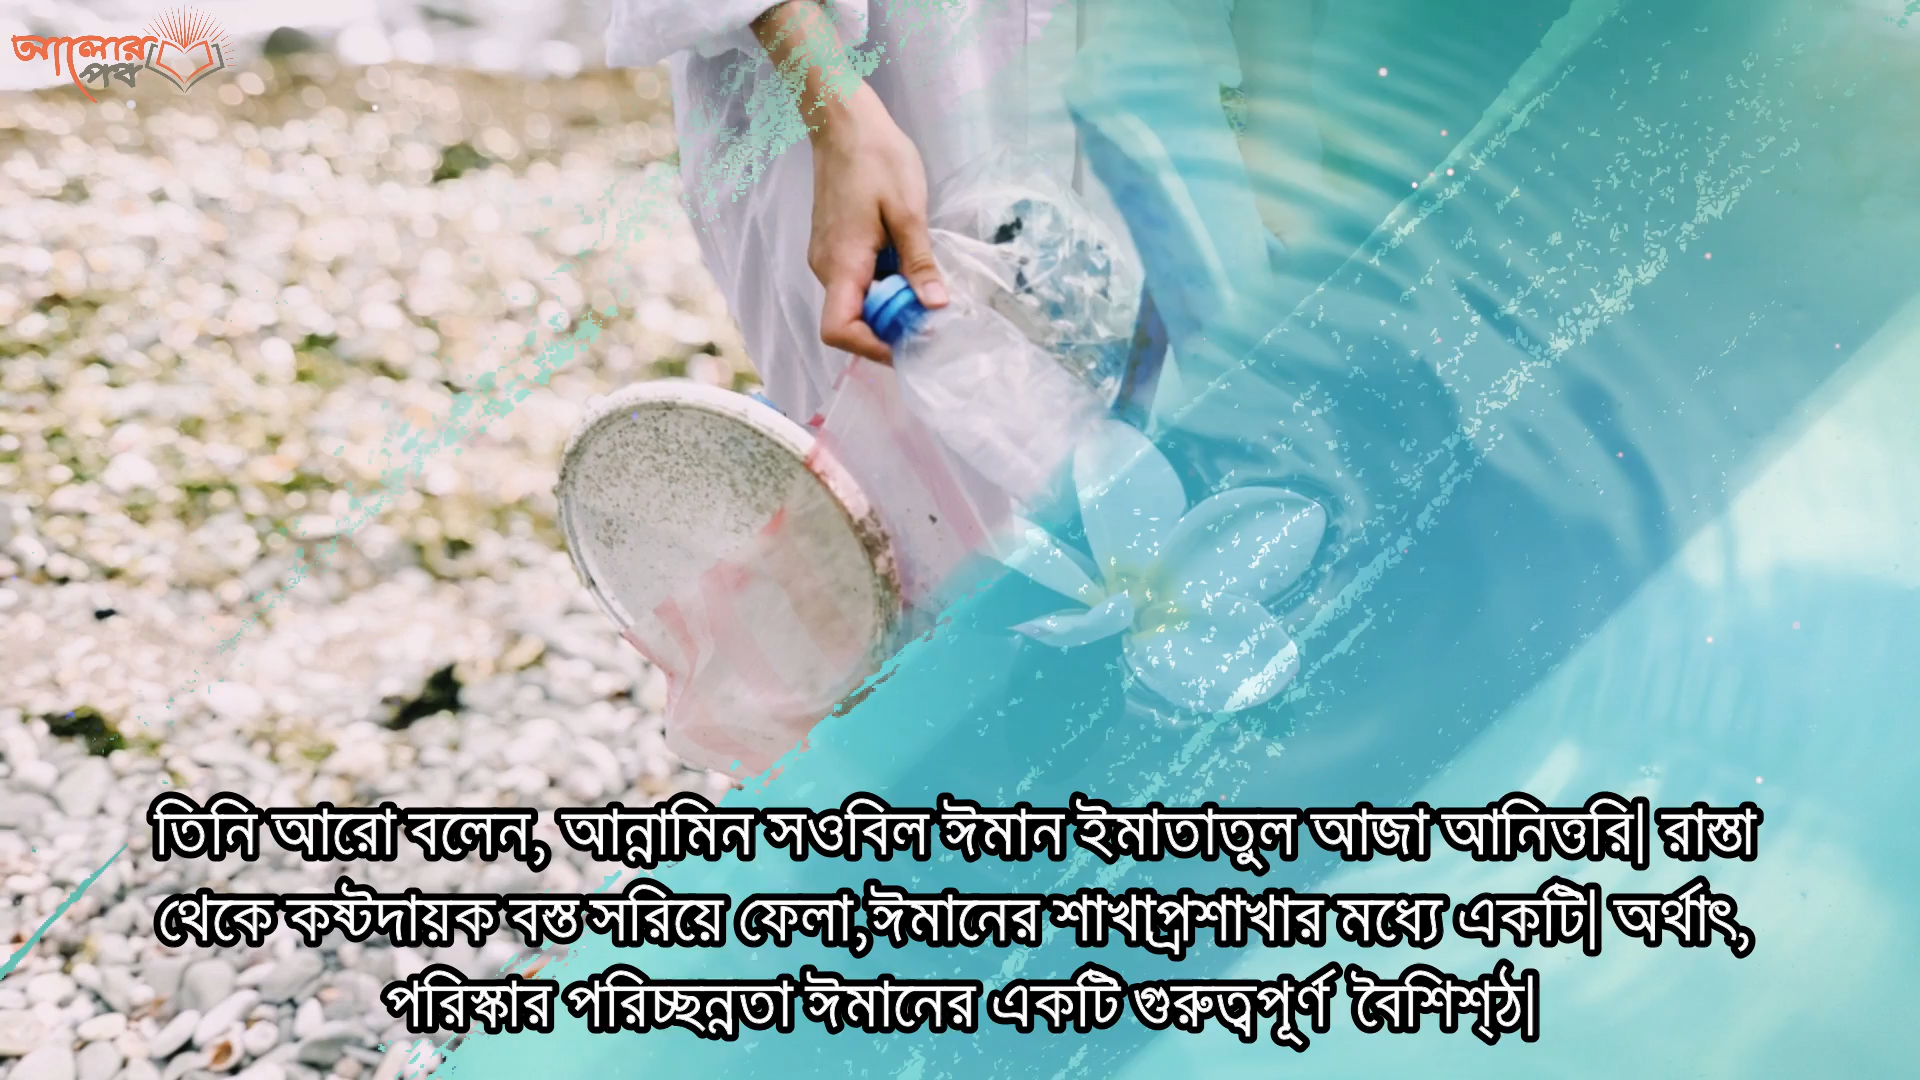 আলোর
পথ
তিনি আরো বলেন, আন্নামিন সওবিল ঈমান ইমাতাতুল আজা আনিত্তরি| রাস্তা
থেকে কষ্টদায়ক বস্ত সরিয়ে ফেলা,ঈমানের শাখাপ্রশাখার মধ্যে একটি| অর্থাৎ,
পরিস্কার পরিচ্ছন্নতা ঈমানের একটি গুরুত্বপূর্ণ বৈশিশ্ঠ|